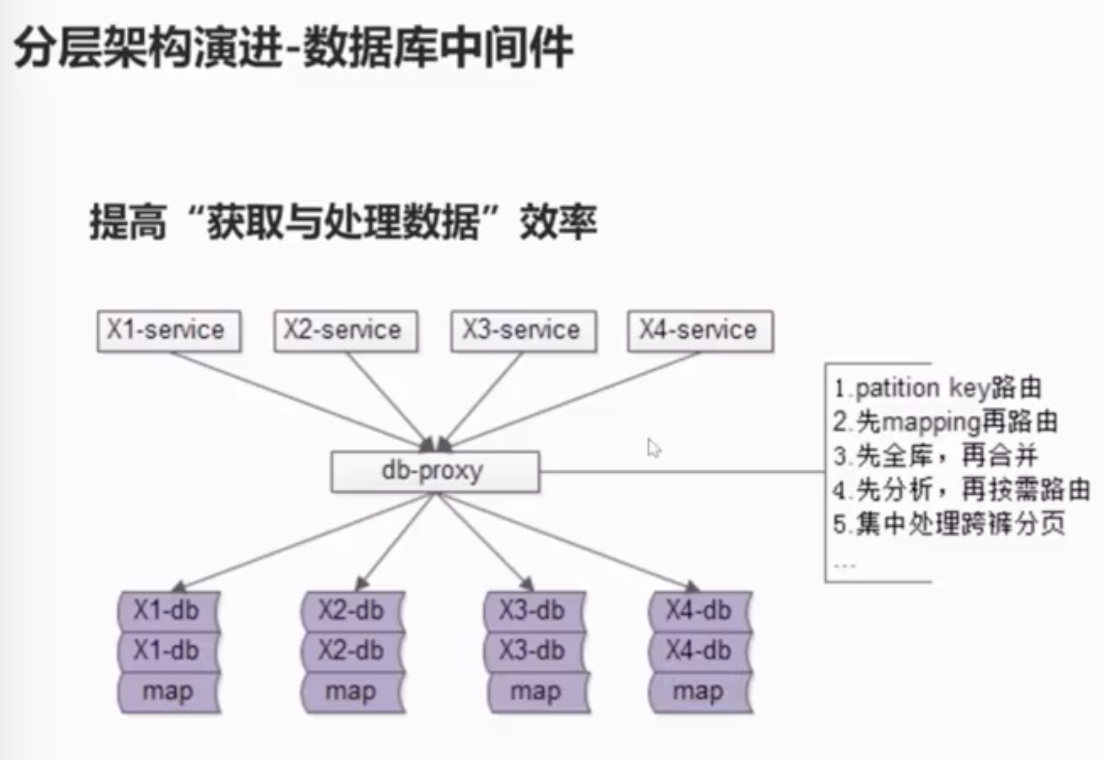 分层架构演进-数据库中间件
提高“获取与处理数据”效率
X1-service X2-service X3-service X4-service
db-proxy
1.patition key路由
2.先mapping再路由
3.先全库，再合并
4.先分析，再按需路由
5.集中处理跨裤分页
...
X1-db X2-db X3-db X4-db
X1-db X2-db X3-db X4-db
map map map map